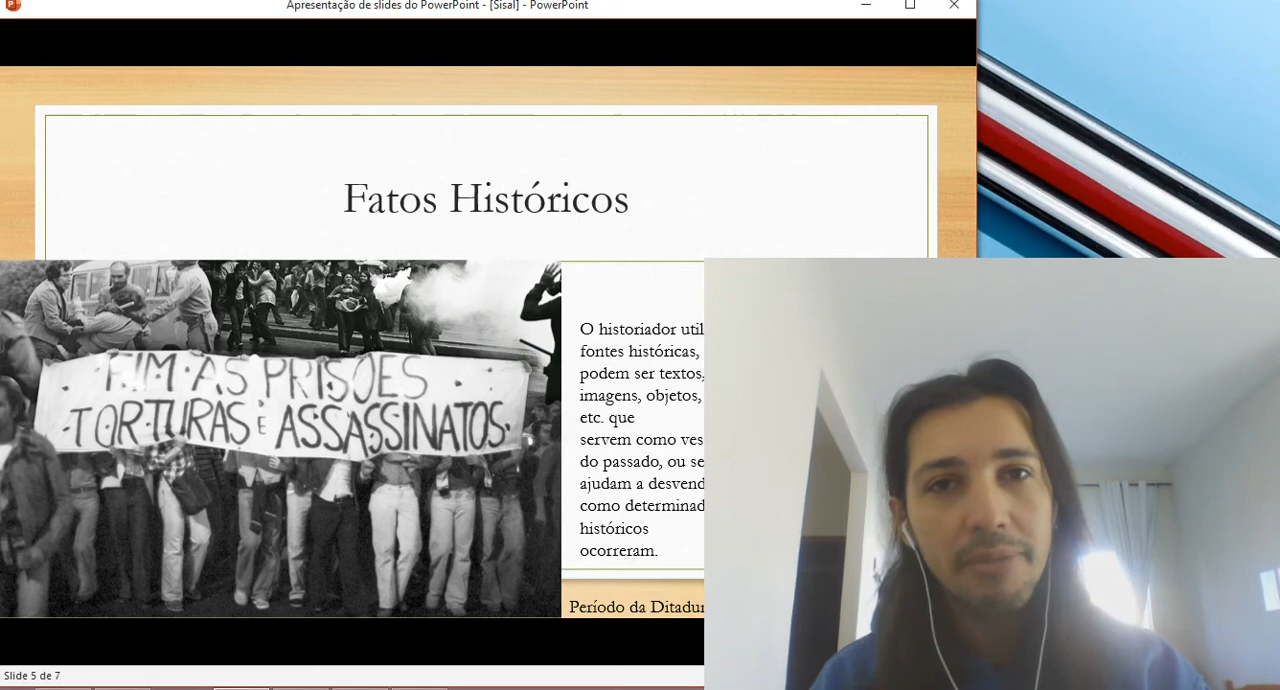 Apresentação de slides do PowerPoint - [Sisal] - PowerPoint
Fatos Históricos
FIM AS PRISÕES
TORTURAS E ASSASSINATOS.
O historiador util
fontes históricas,
podem ser textos,
imagens, objetos,
etc. que
servem como ves
do passado, ou se
ajudam a desvend
como determinad
históricos
ocorreram.
Período da Ditadur
Slide 5 de 7